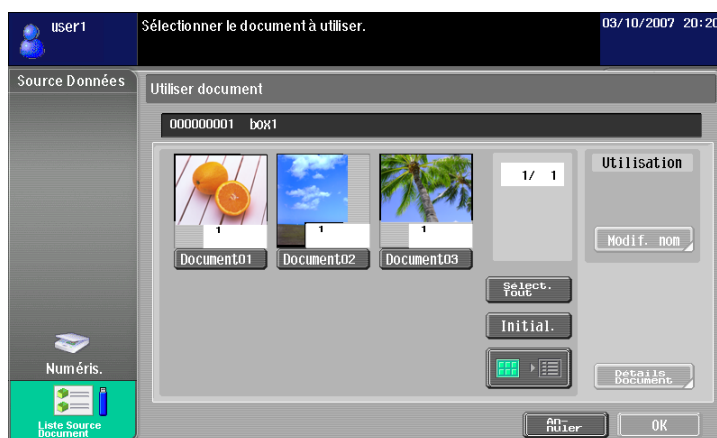 user1
Sélectionner le document à utiliser.
03/10/2007 20:20
Source Données
Utiliser document
000000001 box1
1/ 1
Utilisation
1
1
1
Document01
Document02
Document03
Modif. nom
Sélect.
Tout
Initial.
Numéris.
Détails
Document
Liste Source
Document
An-
nuler
OK